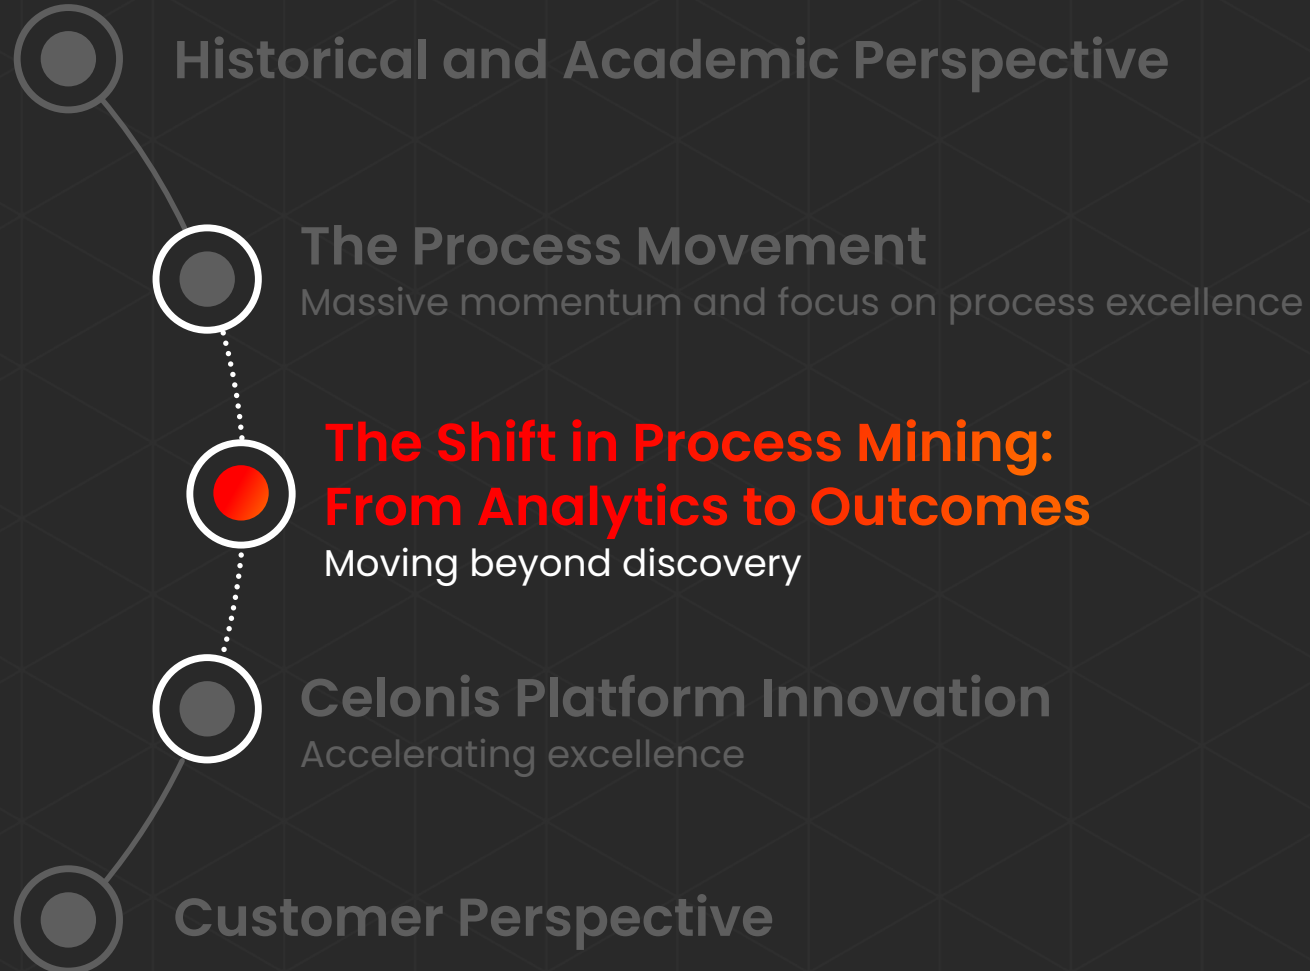 Historical and Academic Perspective
The Process Movement
Massive momentum and focus on process excellence
The Shift in Process Mining:
From Analytics to Outcomes
Moving beyond discovery
Celonis Platform Innovation
Accelerating excellence
Customer Perspective